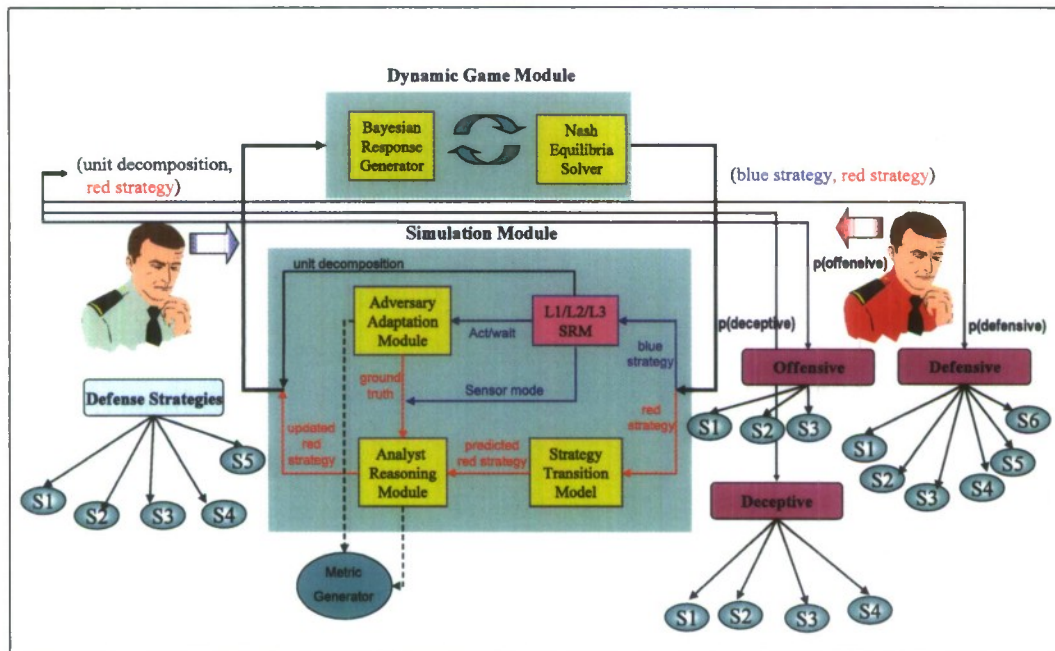 Dynamic Game Module
Bayesian
Response
Generator
Nash
Equilibria
Solver
(unit decomposition,
red strategy)
(blue strategy, red strategy)
Simulation Module
unit decomposition
Adversary
Adaptation
Module
Act/wait
L1/L2/L3
SRM
blue
strategy
ground
truth
Sensor mode
red
strategy
updated
red
strategy
Analyst
Reasoning
Module
predicted
red strategy
Strategy
Transition
Model
Metric
Generator
Defense Strategies
S1
S2
S3
S4
S5
p(offensive)
p(deceptive)
p(defensive)
Offensive
S1
S2
S3
Defensive
S1
S2
S3
S4
S5
S6
Deceptive
S1
S2
S3
S4